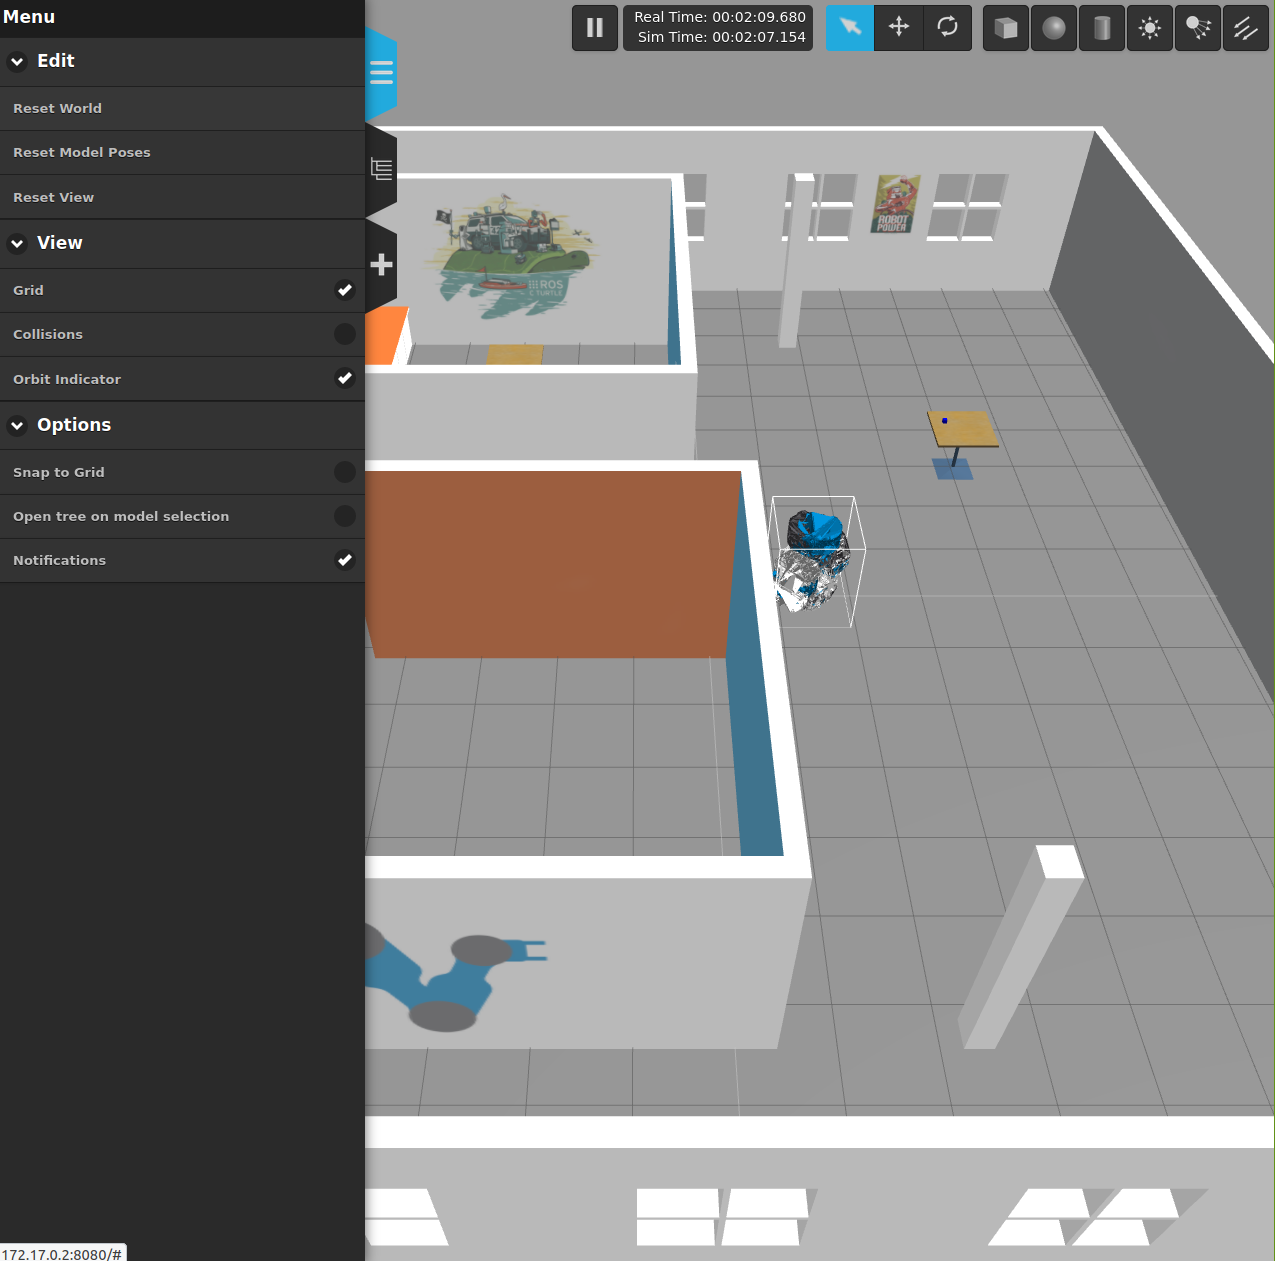 Menu
Real Time: 00:02:09.680
Sim Time: 00:02:07.154
Edit
Reset World
Reset Model Poses
Reset View
View
Grid
Collisions
Orbit Indicator
Options
Snap to Grid
Open tree on model selection
Notifications
ROBOT
POWER
ROS
C TURTLE
172.17.0.2:8080/#